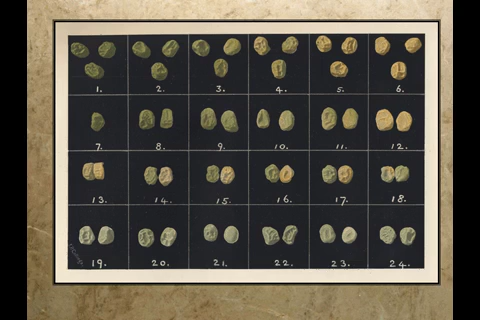 1. 2. 3. 4. 5. 6.
7. 8. 9. 10. 11. 12.
13. 14. 15. 16. 17. 18.
19. 20. 21. 22. 23. 24.